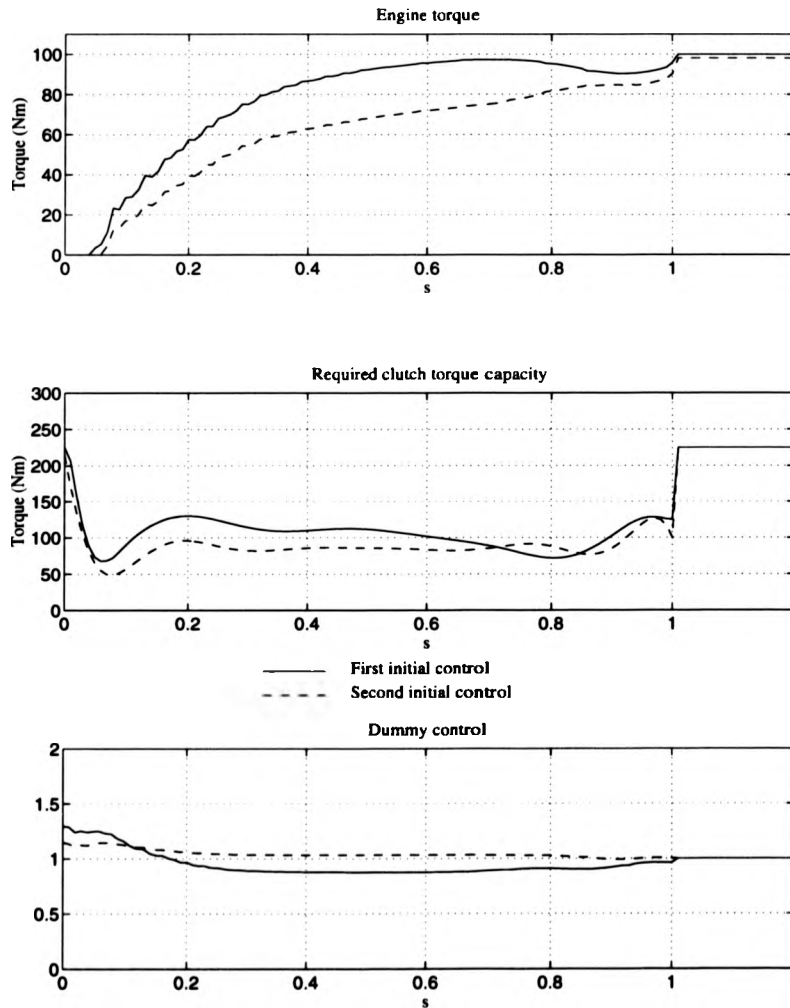 Engine torque
100
80
60
40
20
0
Torque (Nm)
0 0.2 0.4 0.6 0.8 1
s
Required clutch torque capacity
300
250
200
150
100
50
0
Torque (Nm)
0 0.2 0.4 0.6 0.8 1
s
First initial control
Second initial control
Dummy control
2
1.5
1
0.5
0
0 0.2 0.4 0.6 0.8 1
s